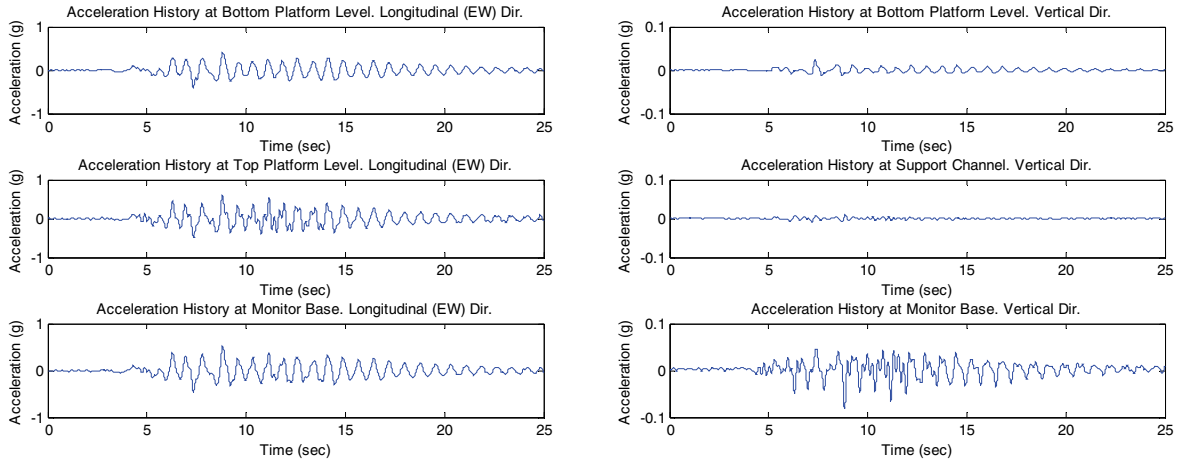 Acceleration History at Bottom Platform Level. Longitudinal (EW) Dir.
1
0
-1
Acceleration (g)
0 5 10 15 20 25
Time (sec)
Acceleration History at Top Platform Level. Longitudinal (EW) Dir.
1
0
-1
Acceleration (g)
0 5 10 15 20 25
Time (sec)
Acceleration History at Monitor Base. Longitudinal (EW) Dir.
1
0
-1
Acceleration (g)
0 5 10 15 20 25
Time (sec)
Acceleration History at Bottom Platform Level. Vertical Dir.
0.1
0
-0.1
Acceleration (g)
0 5 10 15 20 25
Time (sec)
Acceleration History at Support Channel. Vertical Dir.
0.1
0
-0.1
Acceleration (g)
0 5 10 15 20 25
Time (sec)
Acceleration History at Monitor Base. Vertical Dir.
0.1
0
-0.1
Acceleration (g)
0 5 10 15 20 25
Time (sec)